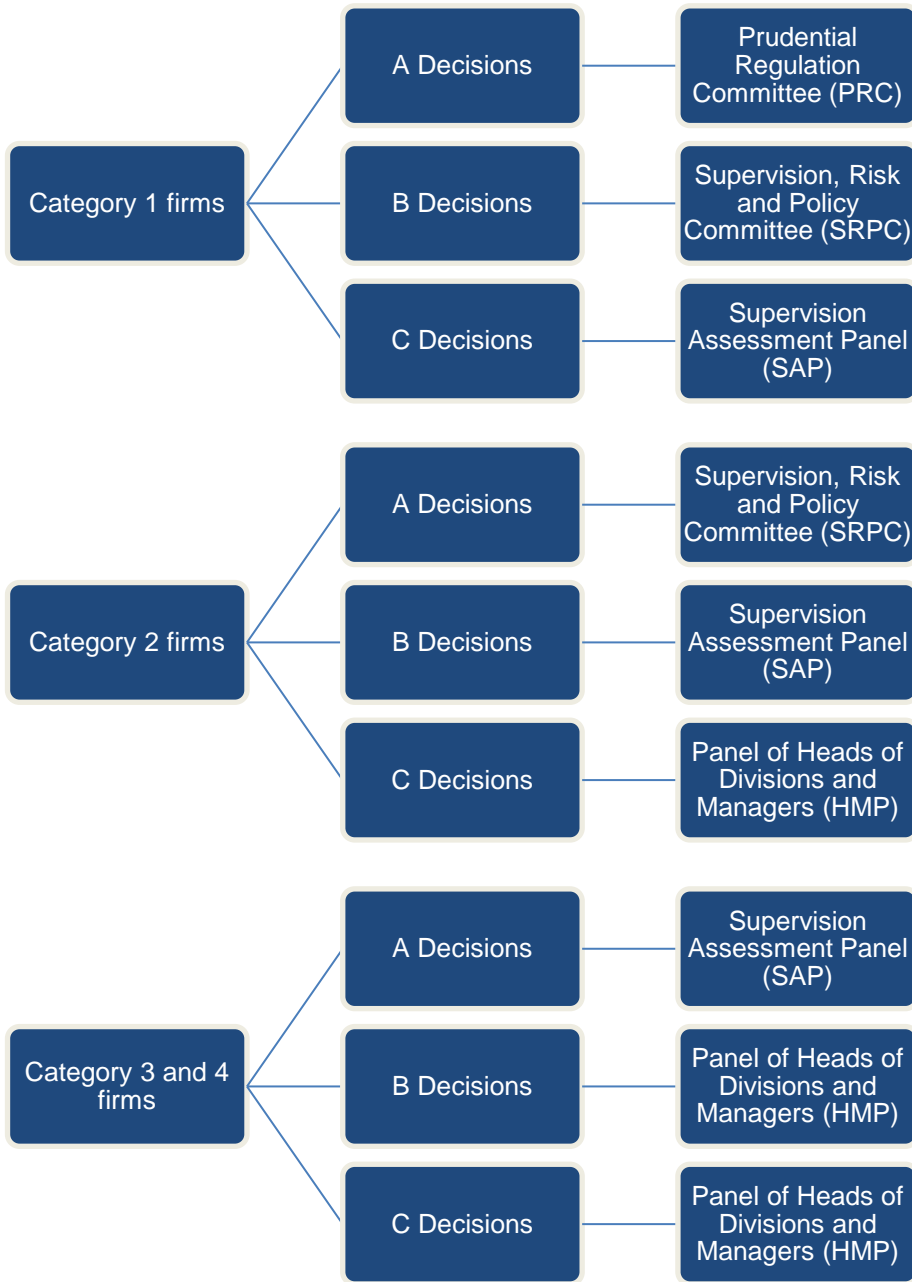 A Decisions
Prudential
Regulation
Committee (PRC)
Category 1 firms
B Decisions
Supervision, Risk
and Policy
Committee (SRPC)
C Decisions
Supervision
Assessment Panel
(SAP)
A Decisions
Supervision, Risk
and Policy
Committee (SRPC)
Category 2 firms
B Decisions
Supervision
Assessment Panel
(SAP)
C Decisions
Panel of Heads of
Divisions and
Managers (HMP)
A Decisions
Supervision
Assessment Panel
(SAP)
Category 3 and 4
firms
B Decisions
Panel of Heads of
Divisions and
Managers (HMP)
C Decisions
Panel of Heads of
Divisions and
Managers (HMP)